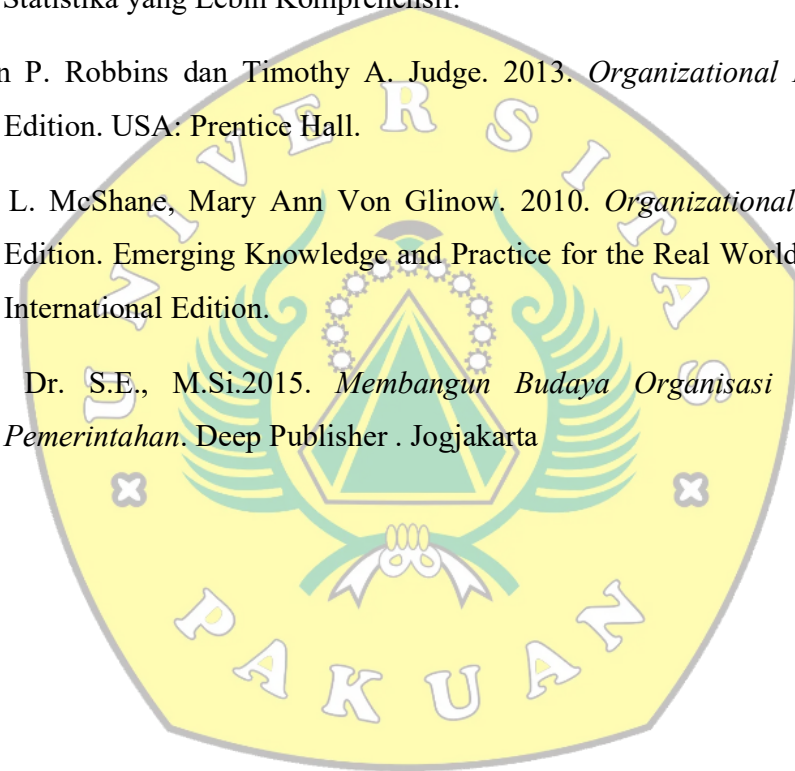 Statistika yang Lebih Komprehensif.
n P. Robbins dan Timothy A. Judge. 2013. Organizational
Edition. USA: Prentice Hall.
L. McShane, Mary Ann Von Glinow. 2010. Organizational
Edition. Emerging Knowledge and Practice for the Real World
International Edition.
Dr. S.E., M.Si.2015. Membangun Budaya Organisasi
Pemerintahan. Deep Publisher . Jogjakarta
UNIVERSITAS
PAKUAN